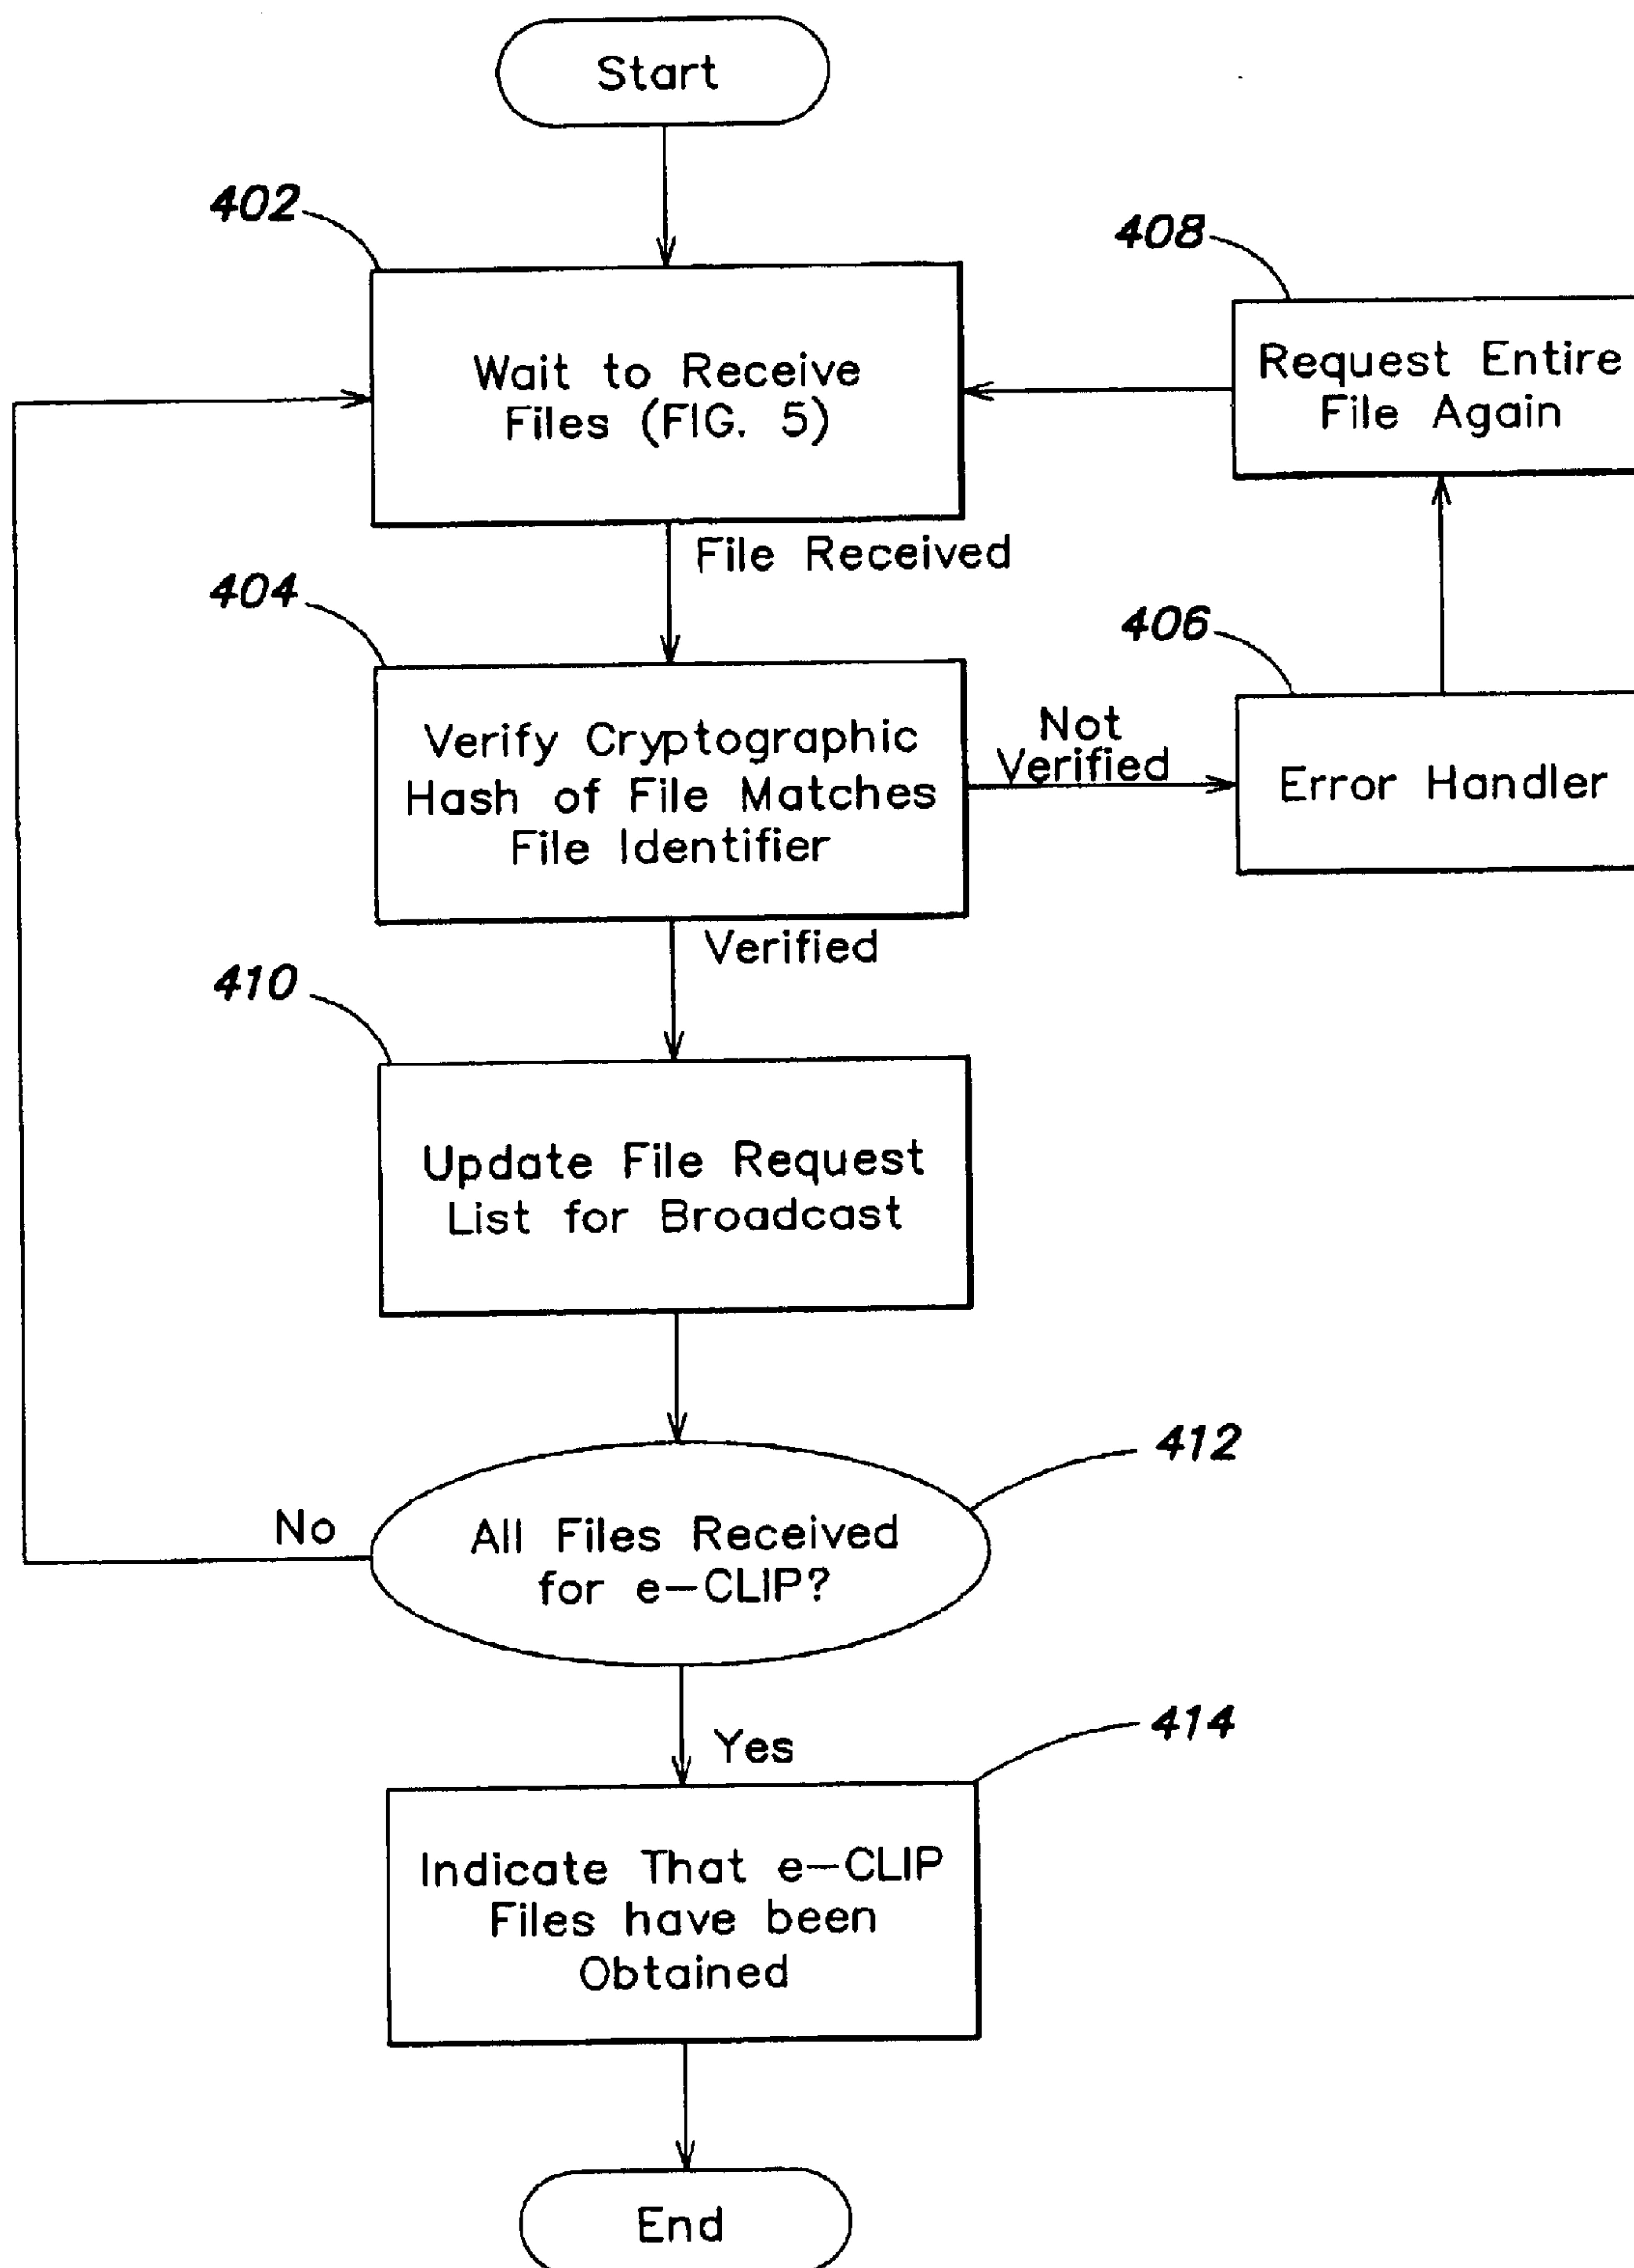 Start
402
408
Wait to Receive
Files (FIG. 5)
Request Entire
File Again
File Received
404
406
Verify Cryptographic
Hash of File Matches
File Identifier
Not
Verified
Error Handler
Verified
410
Update File Request
List for Broadcast
412
No
All Files Received
for e-CLIP?
Yes
414
Indicate That e-CLIP
Files have been
Obtained
End